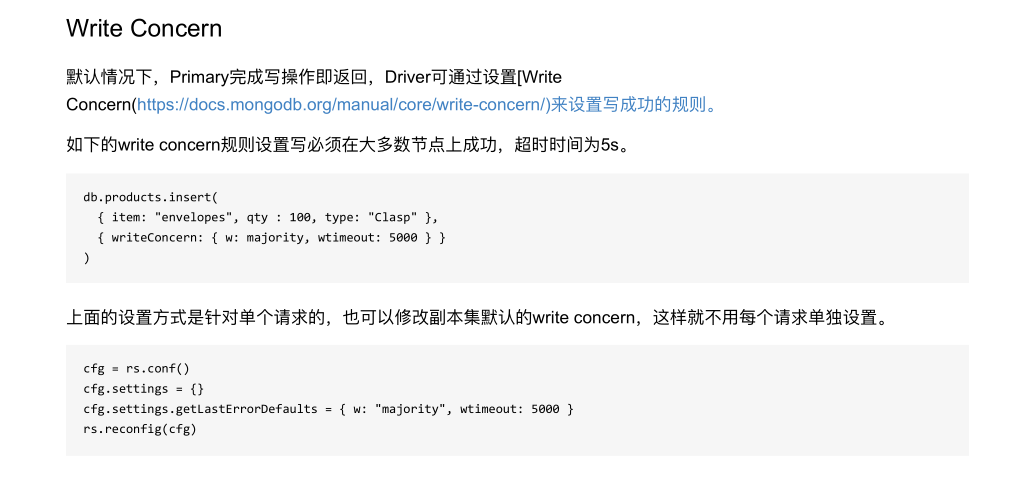 Write Concern
默认情况下，Primary完成写操作即返回，Driver可通过设置[Write
Concern(https://docs.mongodb.org/manual/core/write-concern/)来设置写成功的规则。
如下的write concern规则设置写必须在大多数节点上成功，超时时间为5s。
db.products.insert(
  { item: "envelopes", qty : 100, type: "Clasp" },
  { writeConcern: { w: majority, wtimeout: 5000 } }
)
上面的设置方式是针对单个请求的，也可以修改副本集默认的write concern，这样就不用每个请求单独设置。
cfg = rs.conf()
cfg.settings = {}
cfg.settings.getLastErrorDefaults = { w: "majority", wtimeout: 5000 }
rs.reconfig(cfg)